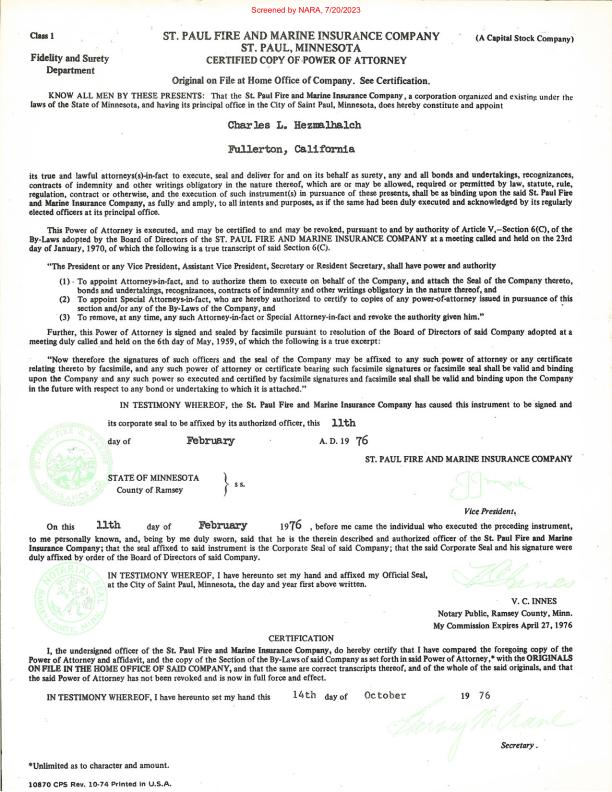 Screened by NARA, 7/20/2023
Class 1
ST. PAUL FIRE AND MARINE INSURANCE COMPANY
(A Capital Stock Company)
ST. PAUL, MINNESOTA
Fidelity and Surety
Department
CERTIFIED COPY OF POWER OF ATTORNEY
Original on File at Home Office of Company. See Certification.
KNOW ALL MEN BY THESE PRESENTS: That the St. Paul Fire and Marine Insurance Company, a corporation organized and existing under the
laws of the State of Minnesota, and having its principal office in the City of Saint Paul, Minnesota, does hereby constitute and appoint
Charles L. Hezmalhalch
Fullerton, California
its true and lawful attorneys(s)-in-fact to execute, seal and deliver for and on its behalf as surety, any and all bonds and undertakings, recognizances,
contracts of indemnity and other writings obligatory in the nature thereof, which are or may be allowed, required or permitted by law, statute, rule,
regulation, contract or otherwise, and the execution of such instrument(s) in pursuance of these presents, shall be as binding upon the said St. Paul Fire
and Marine Insurance Company, as fully and amply, to all intents and purposes, as if the same had been duly executed and acknowledged by its regularly
elected officers at its principal office.
This Power of Attorney is executed, and may be certified to and may be revoked, pursuant to and by authority of Article V,-Section 6(C), of the
By-Laws adopted by the Board of Directors of the ST. PAUL FIRE AND MARINE INSURANCE COMPANY at a meeting called and held on the 23rd
day of January, 1970, of which the following is a true transcript of said Section 6(C).
"The President or any Vice President, Assistant Vice President, Secretary or Resident Secretary, shall have power and authority
(1) To appoint Attorneys-in-fact, and to authorize them to execute on behalf of the Company, and attach the Seal of the Company thereto,
bonds and undertakings, recognizances, contracts of indemnity and other writings obligatory in the nature thereof, and
(2) To appoint Special Attorneys-in-fact, who are hereby authorized to certify to copies of any power-of-attorney issued in pursuance of this
section and/or any of the By-Laws of the Company, and
(3) To remove, at any time, any such Attorney-in-fact or Special Attorney-in-fact and revoke the authority given him."
Further, this Power of Attorney is signed and sealed by facsimile pursuant to resolution of the Board of Directors of said Company adopted at a
meeting duly called and held on the 6th day of May, 1959, of which the following is a true excerpt:
"Now therefore the signatures of such officers and the seal of the Company may be affixed to any such power of attorney or any certificate
relating thereto by facsimile, and any such power of attorney or certificate bearing such facsimile signatures or facsimile seal shall be valid and binding
upon the Company and any such power so executed and certified by facsimile signatures and facsimile seal shall be valid and binding upon the Company
in the future with respect to any bond or undertaking to which it is attached."
IN TESTIMONY WHEREOF, the St. Paul Fire and Marine Insurance Company has caused this instrument to be signed and
its corporate seal to be affixed by its authorized officer, this 11th
day of February A. D. 19 76
ST. PAUL FIRE AND MARINE INSURANCE COMPANY
STATE OF MINNESOTA
County of Ramsey
} s s.
Vice President.
On this 11th day of February 1976 , before me came the individual who executed the preceding instrument,
to me personally known, and, being by me duly sworn, said that he is the therein described and authorized officer of the St. Paul Fire and Marine
Insurance Company; that the seal affixed to said instrument is the Corporate Seal of said Company; that the said Corporate Seal and his signature were
duly affixed by order of the Board of Directors of said Company.
IN TESTIMONY WHEREOF, I have hereunto set my hand and affixed my Official Seal,
at the City of Saint Paul, Minnesota, the day and year first above written.
V. C. INNES
Notary Public, Ramsey County, Minn.
My Commission Expires April 27, 1976
CERTIFICATION
I, the undersigned officer of the St. Paul Fire and Marine Insurance Company, do hereby certify that I have compared the foregoing copy of the
Power of Attorney and affidavit, and the copy of the Section of the By-Laws of said Company as set forth in said Power of Attorney,* with the ORIGINALS
ON FILE IN THE HOME OFFICE OF SAID COMPANY, and that the same are correct transcripts thereof, and of the whole of the said originals, and that
the said Power of Attorney has not been revoked and is now in full force and effect.
IN TESTIMONY WHEREOF, I have hereunto set my hand this 14th day of October 19 76
Secretary .
*Unlimited as to character and amount.
10870 CPS Rev. 10-74 Printed in U.S.A.